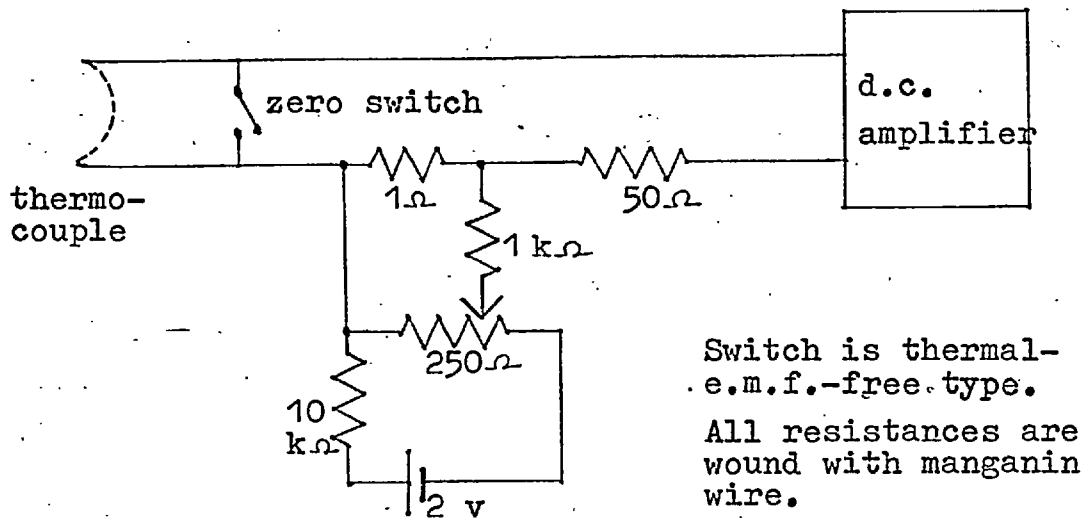 d.c.
amplifier
zero switch
thermo-
couple
1Ω
50Ω
1 kΩ
250Ω
10
kΩ
2 v
Switch is thermal-
e.m.f.-free type.
All resistances are
wound with manganin
wire.